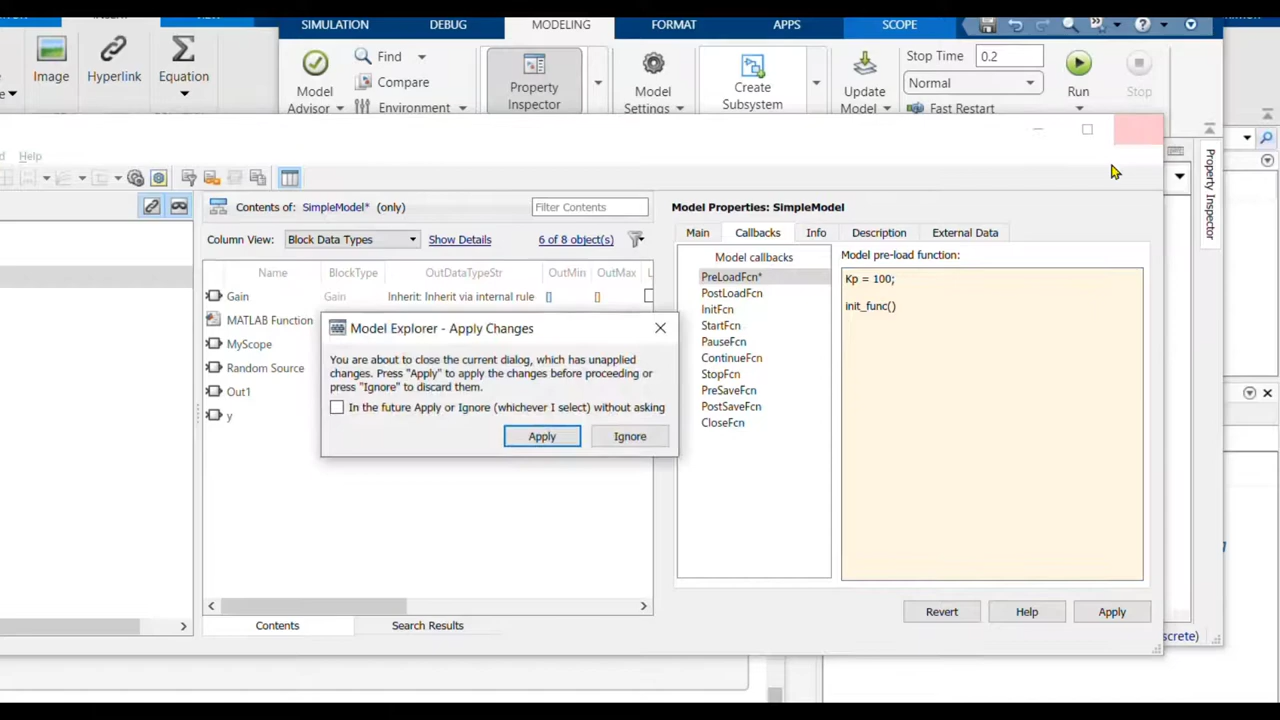 SIMULATION DEBUG MODELING FORMAT APPS SCOPE
Image Hyperlink Equation
Model Advisor
Find
Compare
Environment
Property Inspector
Model Settings
Create Subsystem
Update Model
Stop Time 0.2
Normal
Fast Restart
Run
Stop
Help
Property Inspector
Contents of: SimpleModel* (only) Filter Contents
Column View: Block Data Types Show Details 6 of 8 object(s)
Name BlockType OutDataTypeStr OutMin OutMax
Gain Gain Inherit: Inherit via internal rule [] []
MATLAB Function
MyScope
Random Source
Out1
y
Model Explorer - Apply Changes
You are about to close the current dialog, which has unapplied
changes. Press "Apply" to apply the changes before proceeding or
press "Ignore" to discard them.
In the future Apply or Ignore (whichever I select) without asking
Apply Ignore
Contents Search Results
Model Properties: SimpleModel
Main Callbacks Info Description External Data
Model callbacks
PreLoadFcn*
PostLoadFcn
InitFcn
StartFcn
PauseFcn
ContinueFcn
StopFcn
PreSaveFcn
PostSaveFcn
CloseFcn
Model pre-load function:
Kp = 100;
init_func()
Revert Help Apply
screte)